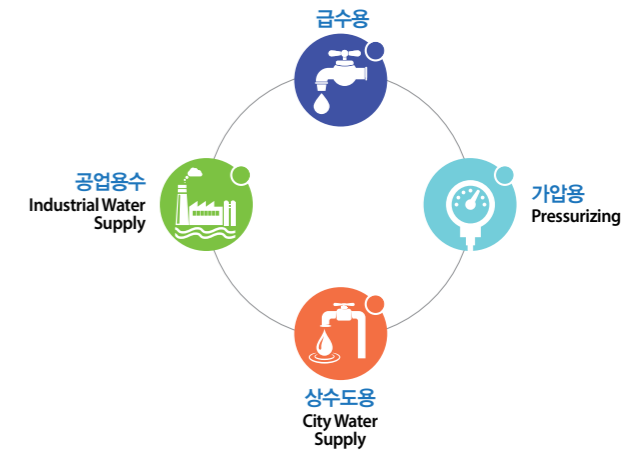 급수용
공업용수
Industrial Water
Supply
가압용
Pressurizing
상수도용
City Water
Supply